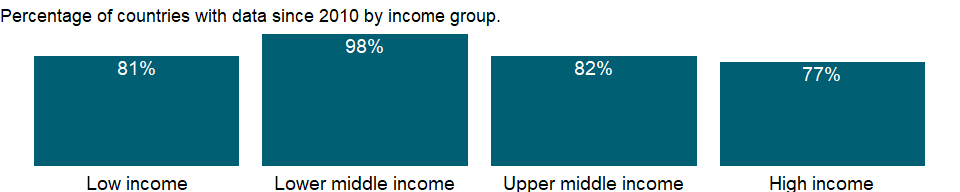 Percentage of countries with data since 2010 by income group.
81%
98%
82%
77%
Low income
Lower middle income
Upper middle income
High income